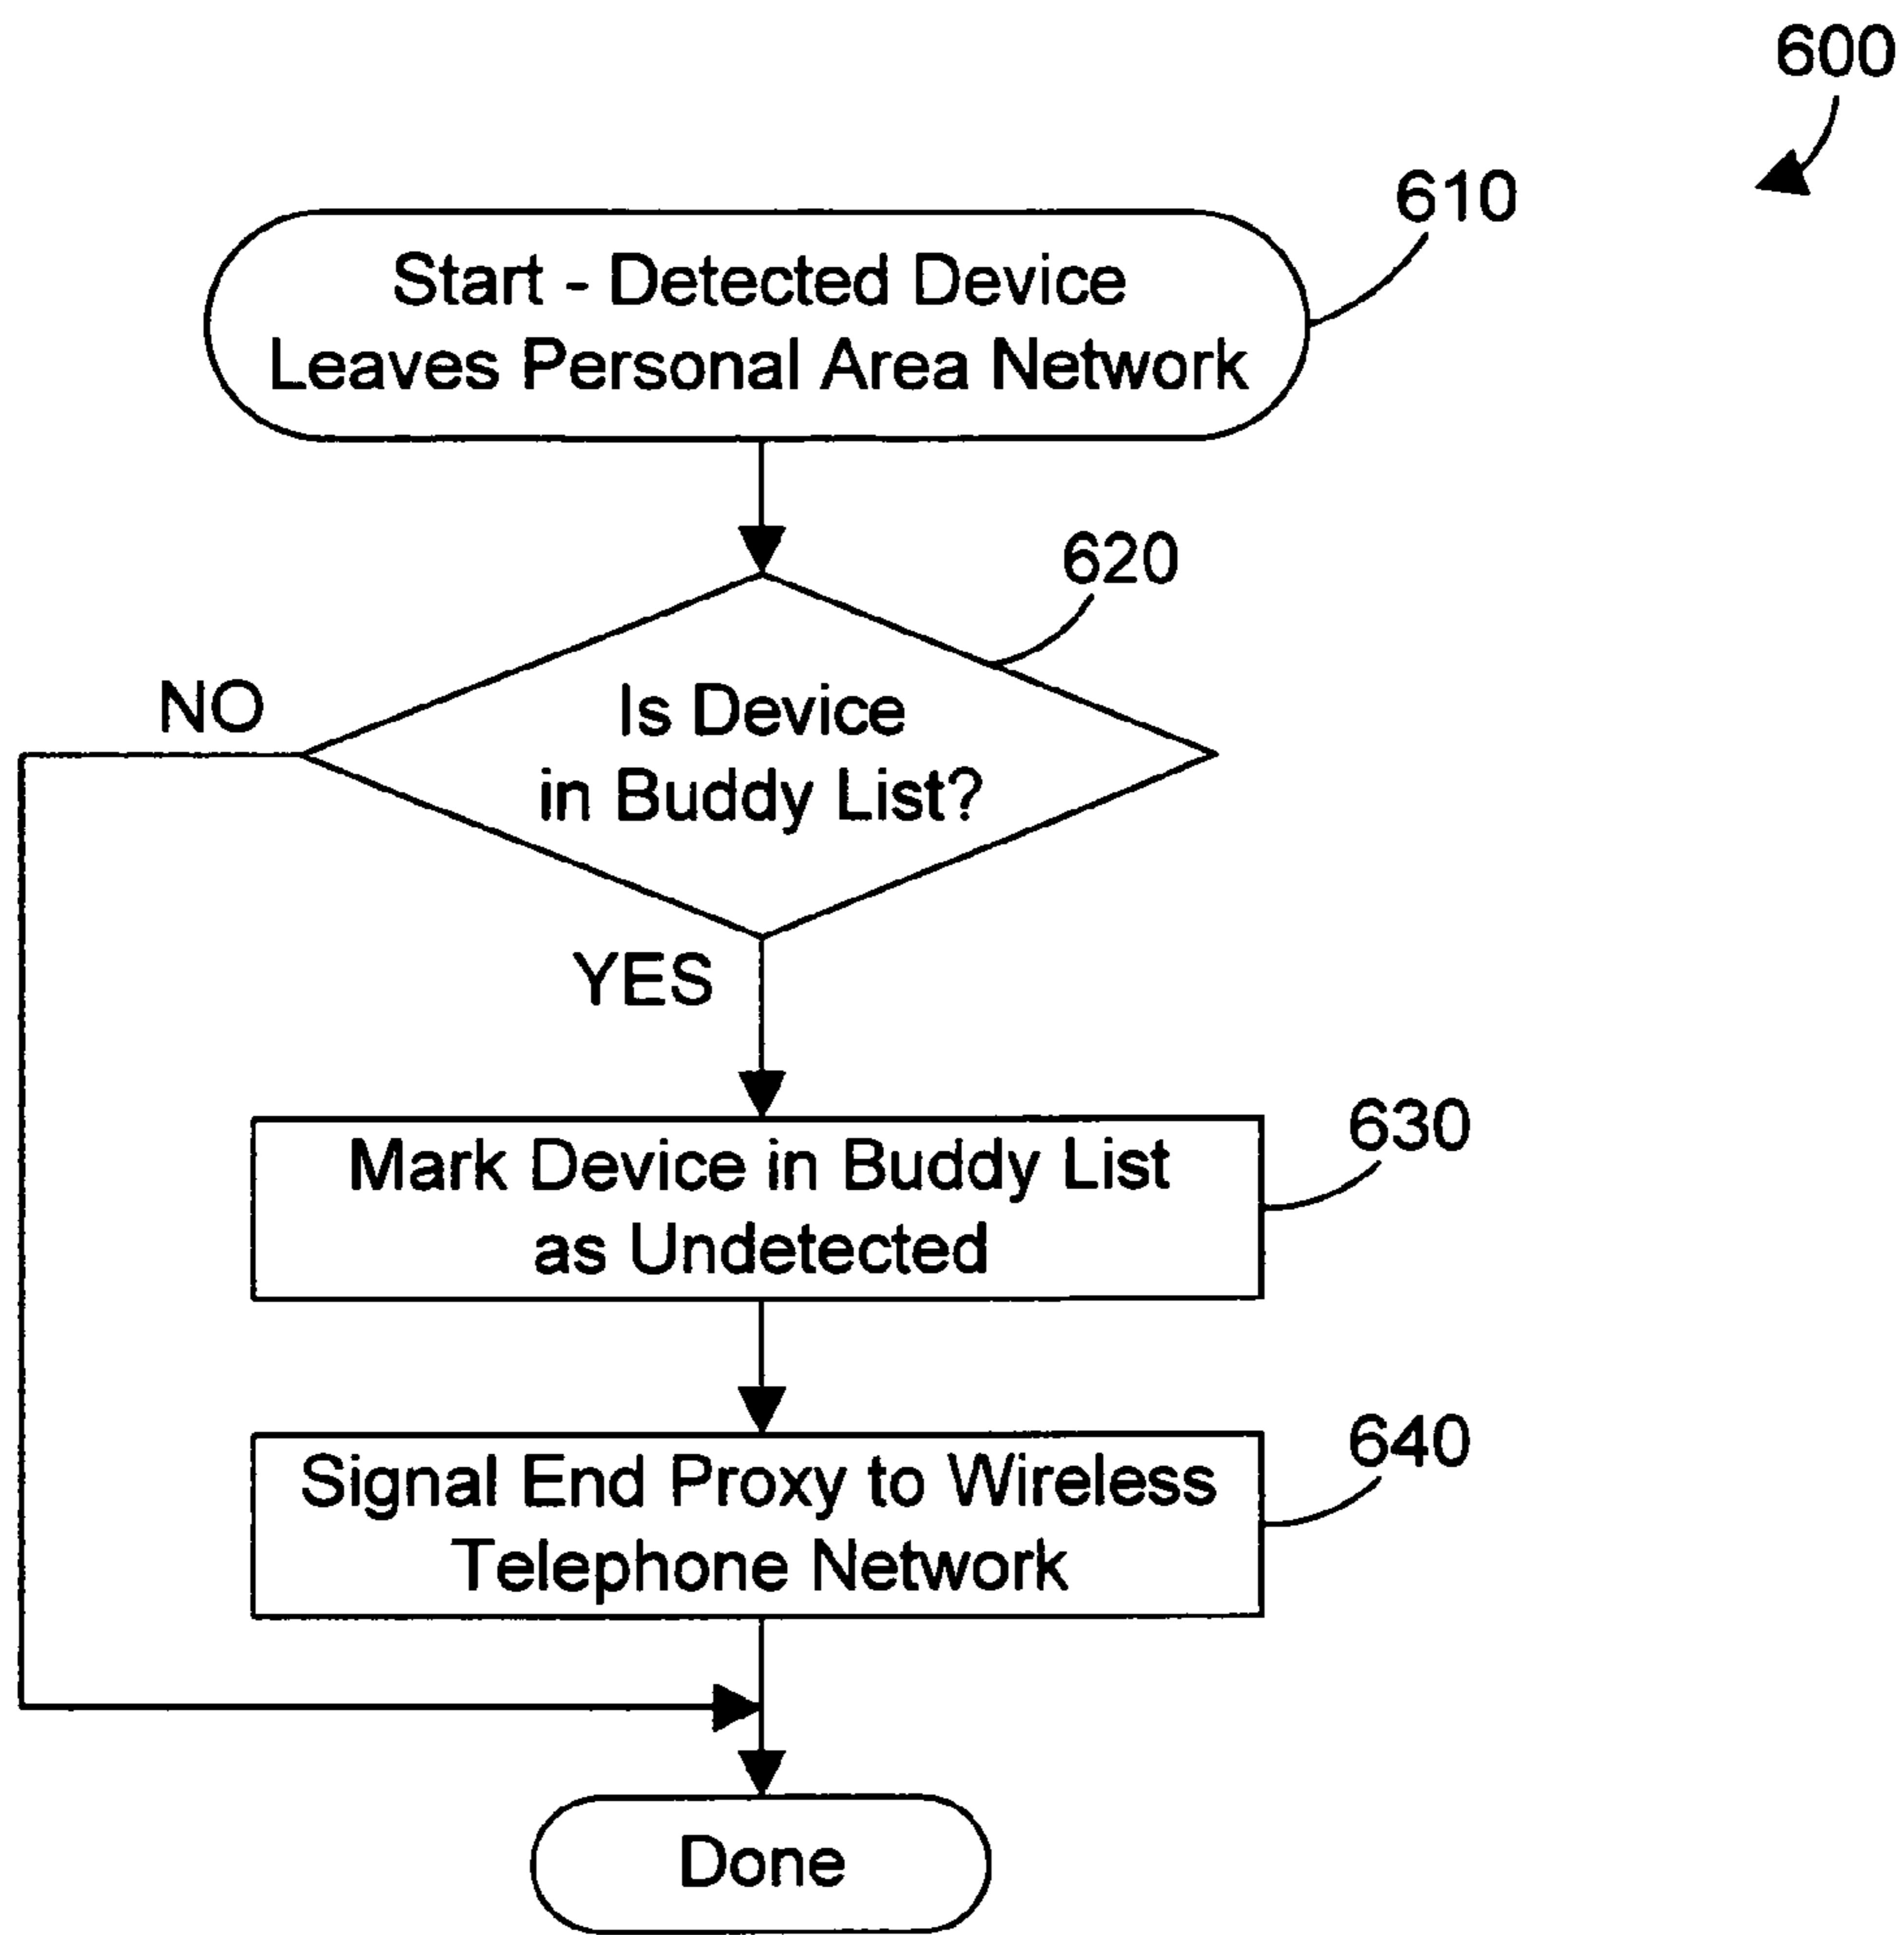 600
610
Start - Detected Device
Leaves Personal Area Network
620
NO
Is Device
in Buddy List?
YES
630
Mark Device in Buddy List
as Undetected
640
Signal End Proxy to Wireless
Telephone Network
Done